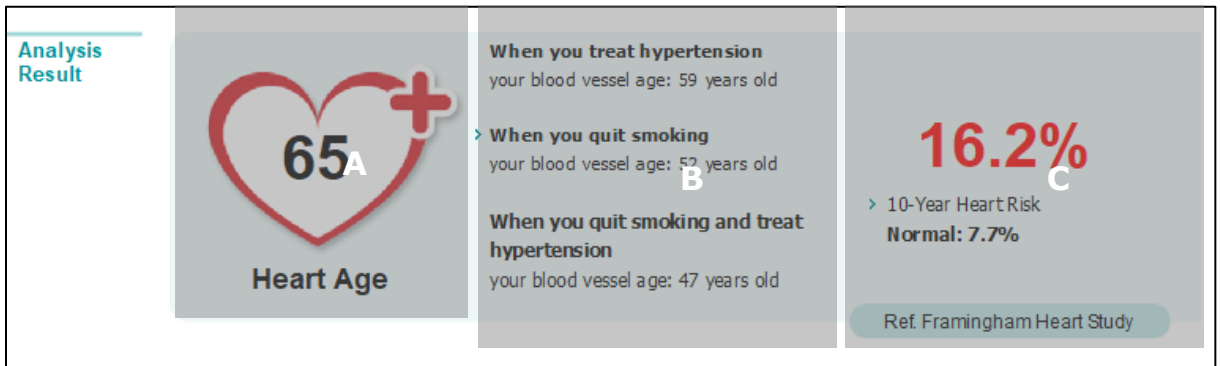 Analysis
Result
65
A
Heart Age
When you treat hypertension
your blood vessel age: 59 years old
When you quit smoking
your blood vessel age: 52 years old
B
When you quit smoking and treat
hypertension
your blood vessel age: 47 years old
16.2%
C
10-Year Heart Risk
Normal: 7.7%
Ref. Framingham Heart Study